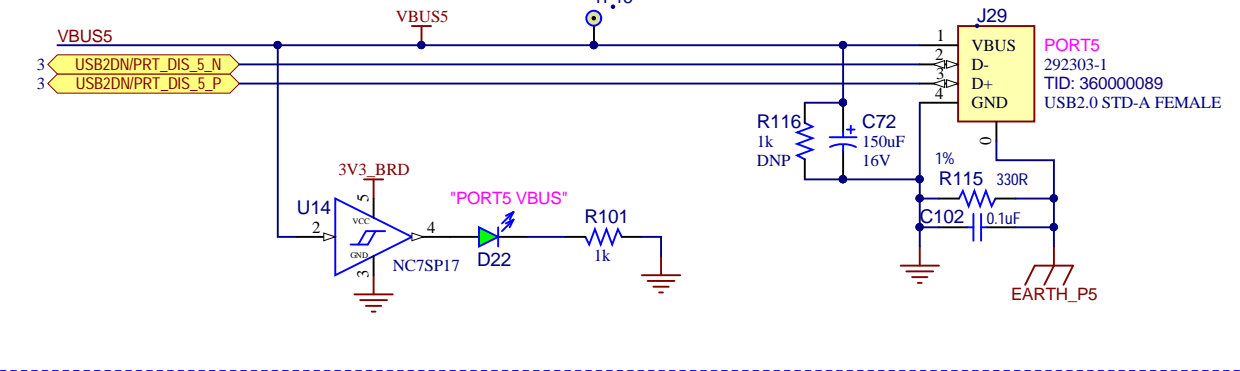 VBUS5
J29
VBUS5
1
VBUS
PORT5
3
USB2DN/PRT_DIS_5_N
2
D-
292303-1
3
USB2DN/PRT_DIS_5_P
3
D+
TID: 360000089
4
GND
USB2.0 STD-A FEMALE
R116
C72
1k
150uF
DNP
16V
0
1%
3V3_BRD
R115
330R
"PORT5 VBUS"
5
U14
VCC
R101
C102
0.1uF
2
4
GND
NC7SP17
D22
1k
3
EARTH_P5